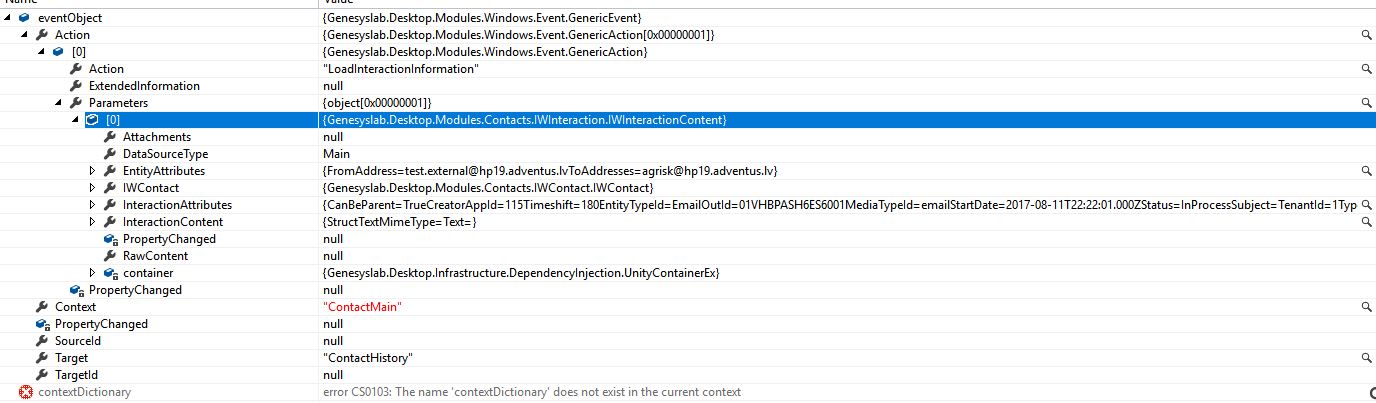 Name Value
eventObject {Genesyslab.Desktop.Modules.Windows.Event.GenericEvent}
Action {Genesyslab.Desktop.Modules.Windows.Event.GenericAction[0x00000001]}
[0] {Genesyslab.Desktop.Modules.Windows.Event.GenericAction}
Action "LoadInteractionInformation"
ExtendedInformation null
Parameters {object[0x00000001]}
[0] {Genesyslab.Desktop.Modules.Contacts.IWInteraction.IWInteractionContent}
Attachments null
DataSourceType Main
EntityAttributes {FromAddress=test.external@hp19.adventus.lvToAddresses=agrisk@hp19.adventus.lv}
IWContact {Genesyslab.Desktop.Modules.Contacts.IWContact.IWContact}
InteractionAttributes {CanBeParent=TrueCreatorAppId=115Timeshift=180EntityTypeId=EmailOutId=01VHBPASH6ES6001MediaTypeId=emailStartDate=2017-08-11T22:22:01.000ZStatus=InProcessSubject=TenantId=1Typ
InteractionContent {StructTextMimeType=Text=}
PropertyChanged null
RawContent null
container {Genesyslab.Desktop.Infrastructure.DependencyInjection.UnityContainerEx}
PropertyChanged null
Context "ContactMain"
PropertyChanged null
SourceId null
Target "ContactHistory"
TargetId null
contextDictionary error CS0103: The name 'contextDictionary' does not exist in the current context